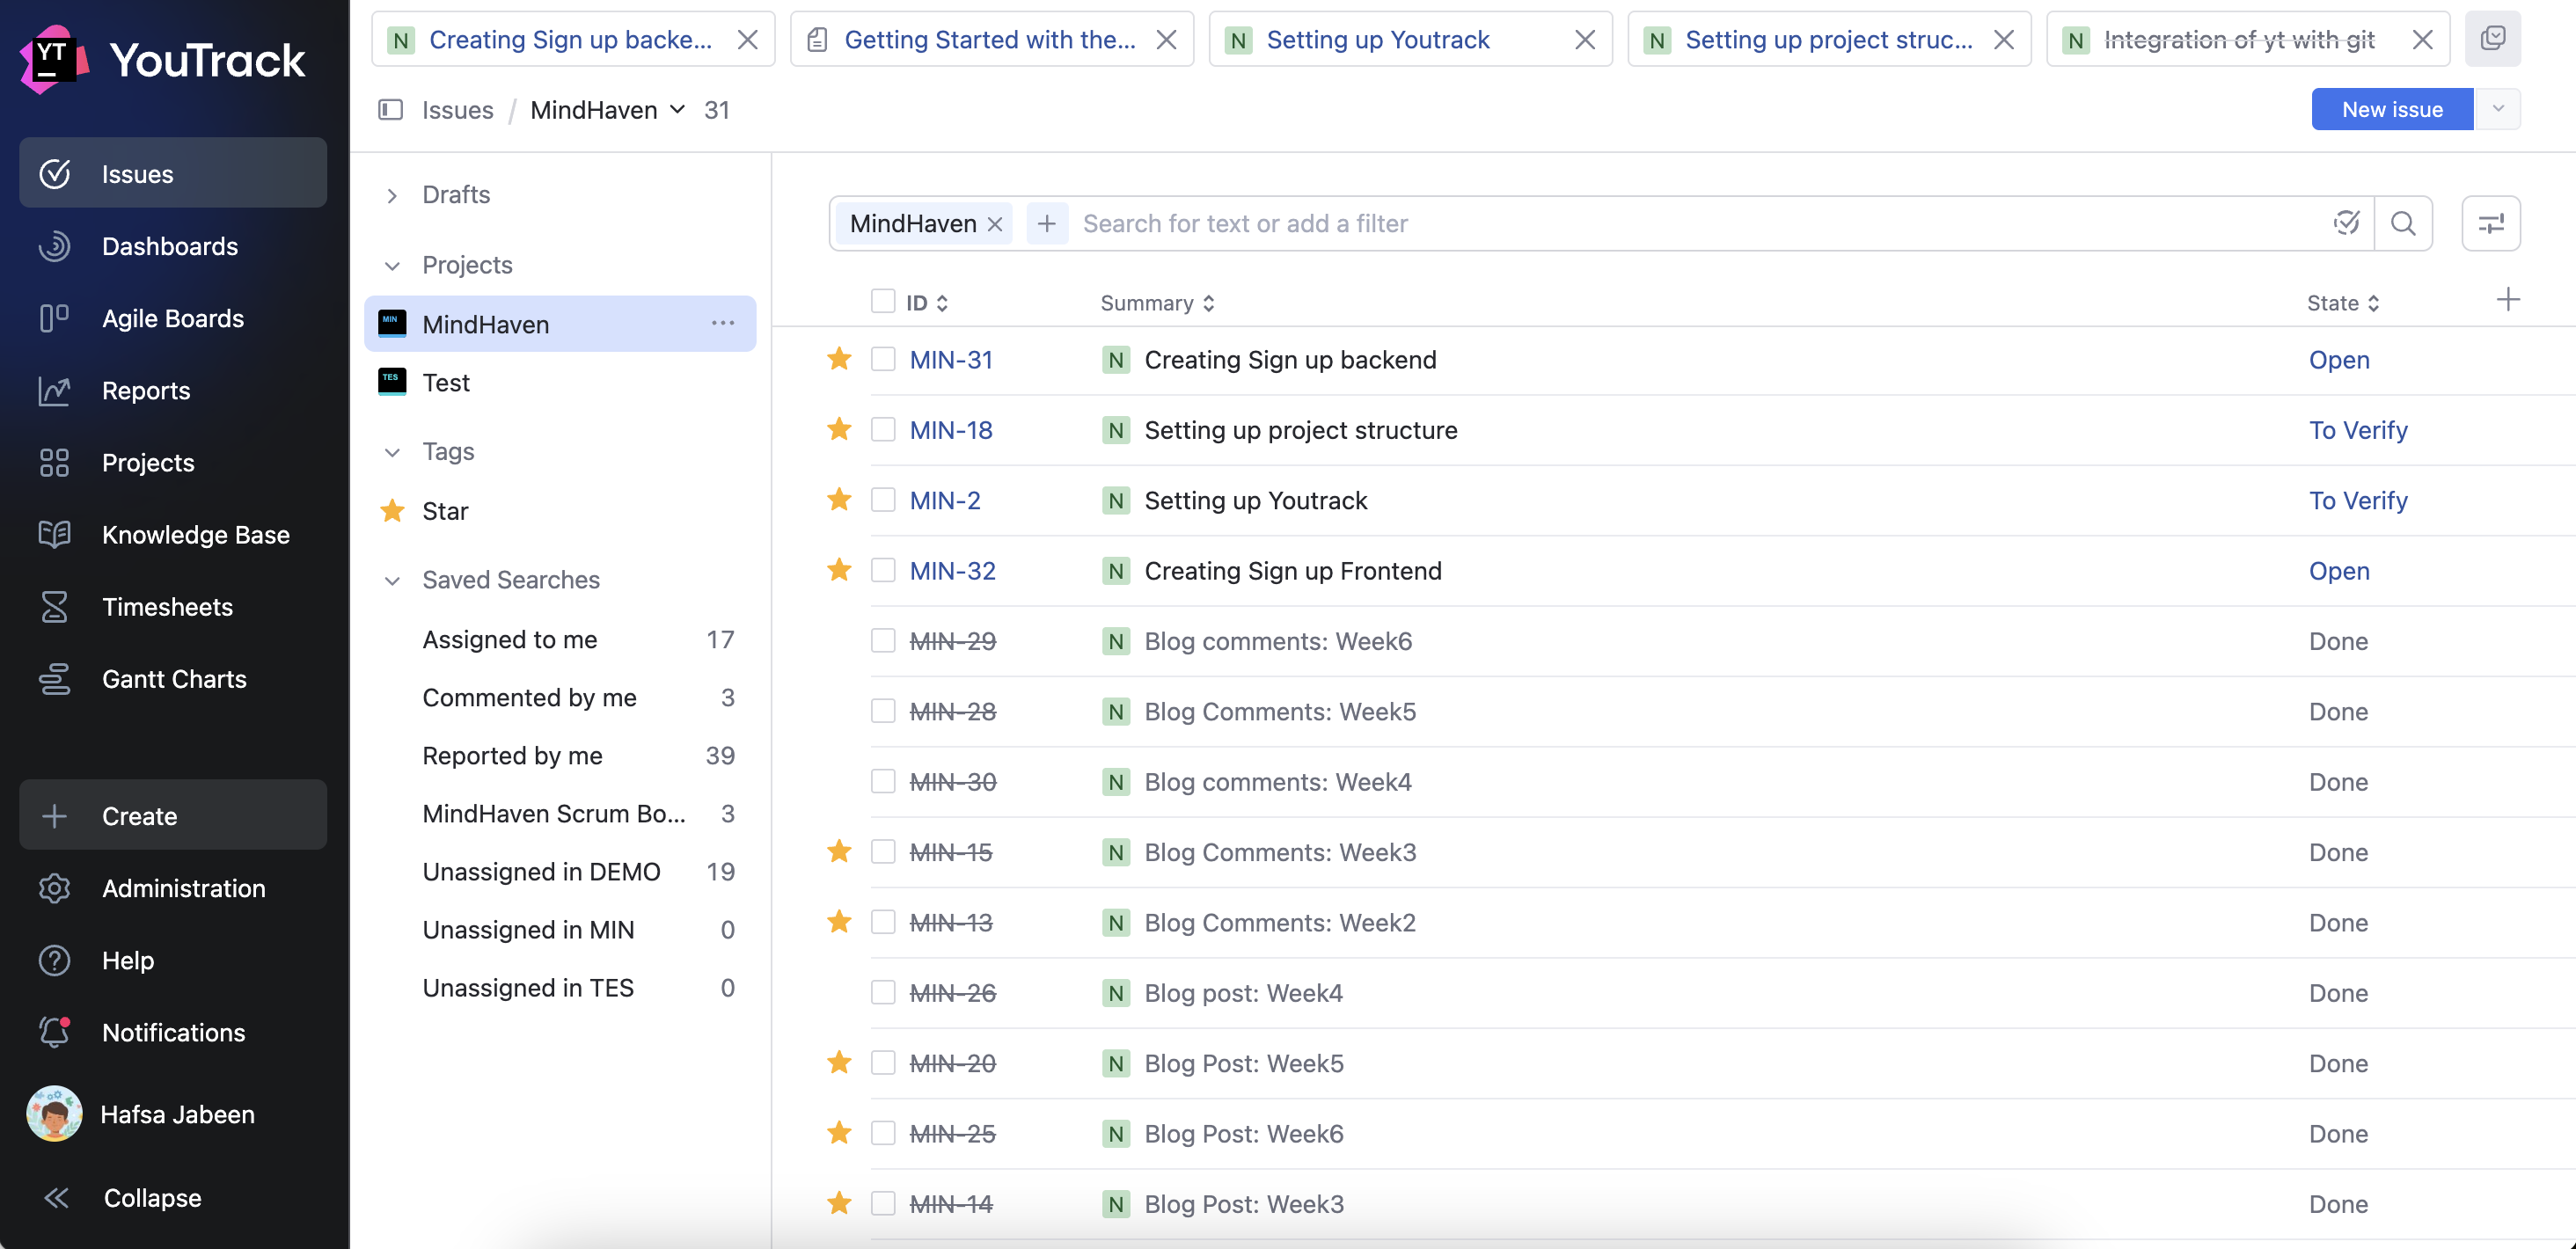 YT YouTrack
Issues
Dashboards
Agile Boards
Reports
Projects
Knowledge Base
Timesheets
Gantt Charts
Create
Administration
Help
Notifications
Hafsa Jabeen
Collapse
N Creating Sign up backe...
Getting Started with the...
N Setting up Youtrack
N Setting up project struc...
N Integration of yt with git
Issues / MindHaven 31
New issue
Drafts
Projects
MIN MindHaven ...
TES Test
Tags
Star
Saved Searches
Assigned to me 17
Commented by me 3
Reported by me 39
MindHaven Scrum Bo... 3
Unassigned in DEMO 19
Unassigned in MIN 0
Unassigned in TES 0
MindHaven Search for text or add a filter
ID Summary State
MIN-31 N Creating Sign up backend Open
MIN-18 N Setting up project structure To Verify
MIN-2 N Setting up Youtrack To Verify
MIN-32 N Creating Sign up Frontend Open
MIN-29 N Blog comments: Week6 Done
MIN-28 N Blog Comments: Week5 Done
MIN-30 N Blog comments: Week4 Done
MIN-15 N Blog Comments: Week3 Done
MIN-13 N Blog Comments: Week2 Done
MIN-26 N Blog post: Week4 Done
MIN-20 N Blog Post: Week5 Done
MIN-25 N Blog Post: Week6 Done
MIN-14 N Blog Post: Week3 Done